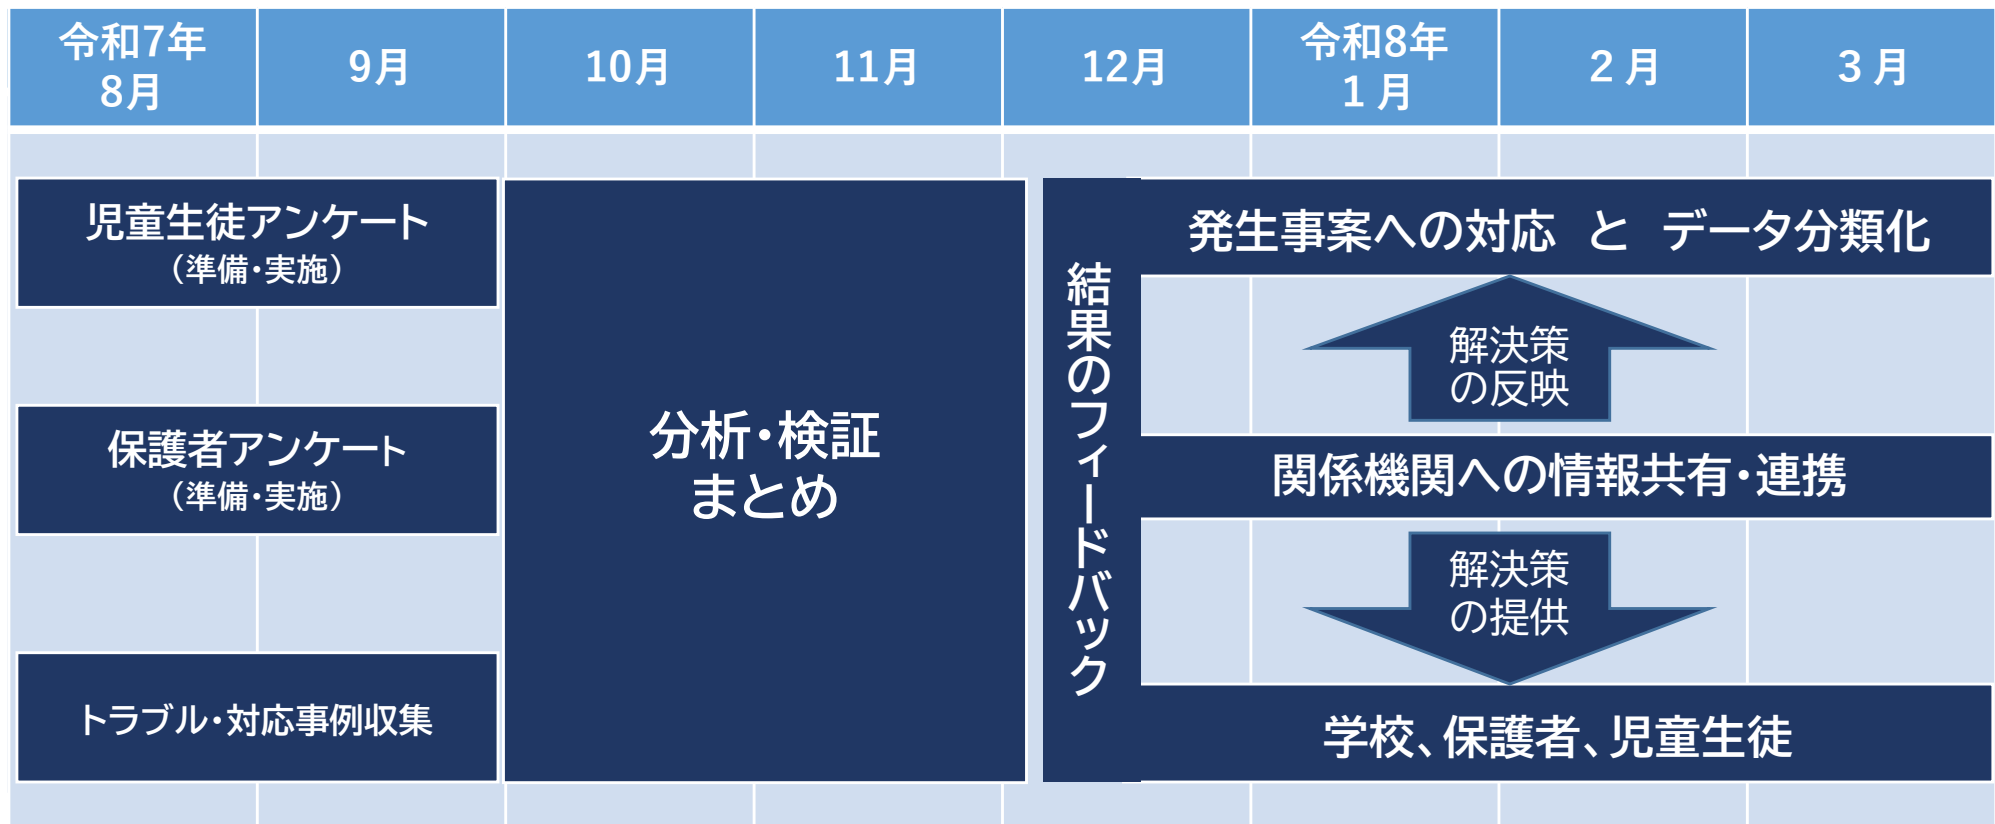 令和7年
8月
9月
10月
11月
12月
令和8年
1月
2月
3月
児童生徒アンケート
（準備・実施）
保護者アンケート
（準備・実施）
トラブル・対応事例収集
分析・検証
まとめ
結果のフィードバック
発生事案への対応　と　データ分類化
解決策
の反映
関係機関への情報共有・連携
解決策
の提供
学校、保護者、児童生徒